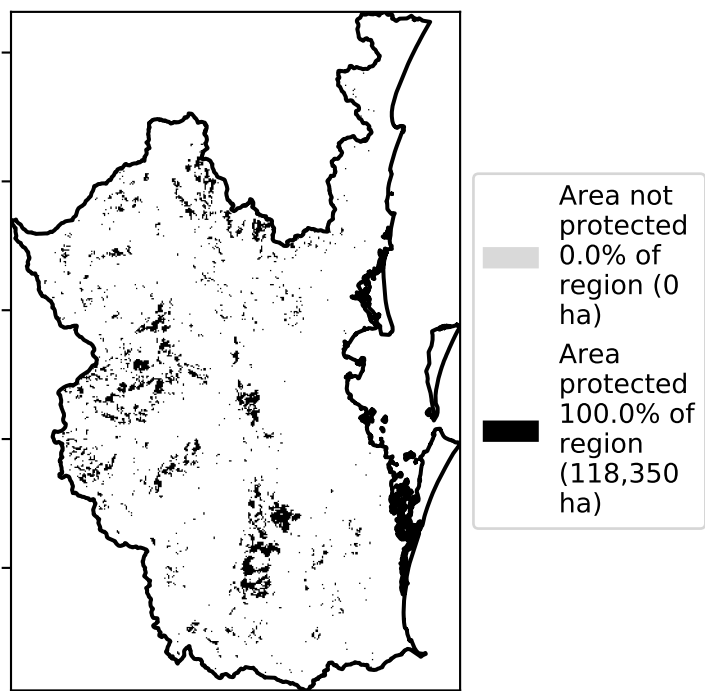 Area not
protected
0.0% of
region (0
ha)
Area
protected
100.0% of
region
(118,350
ha)